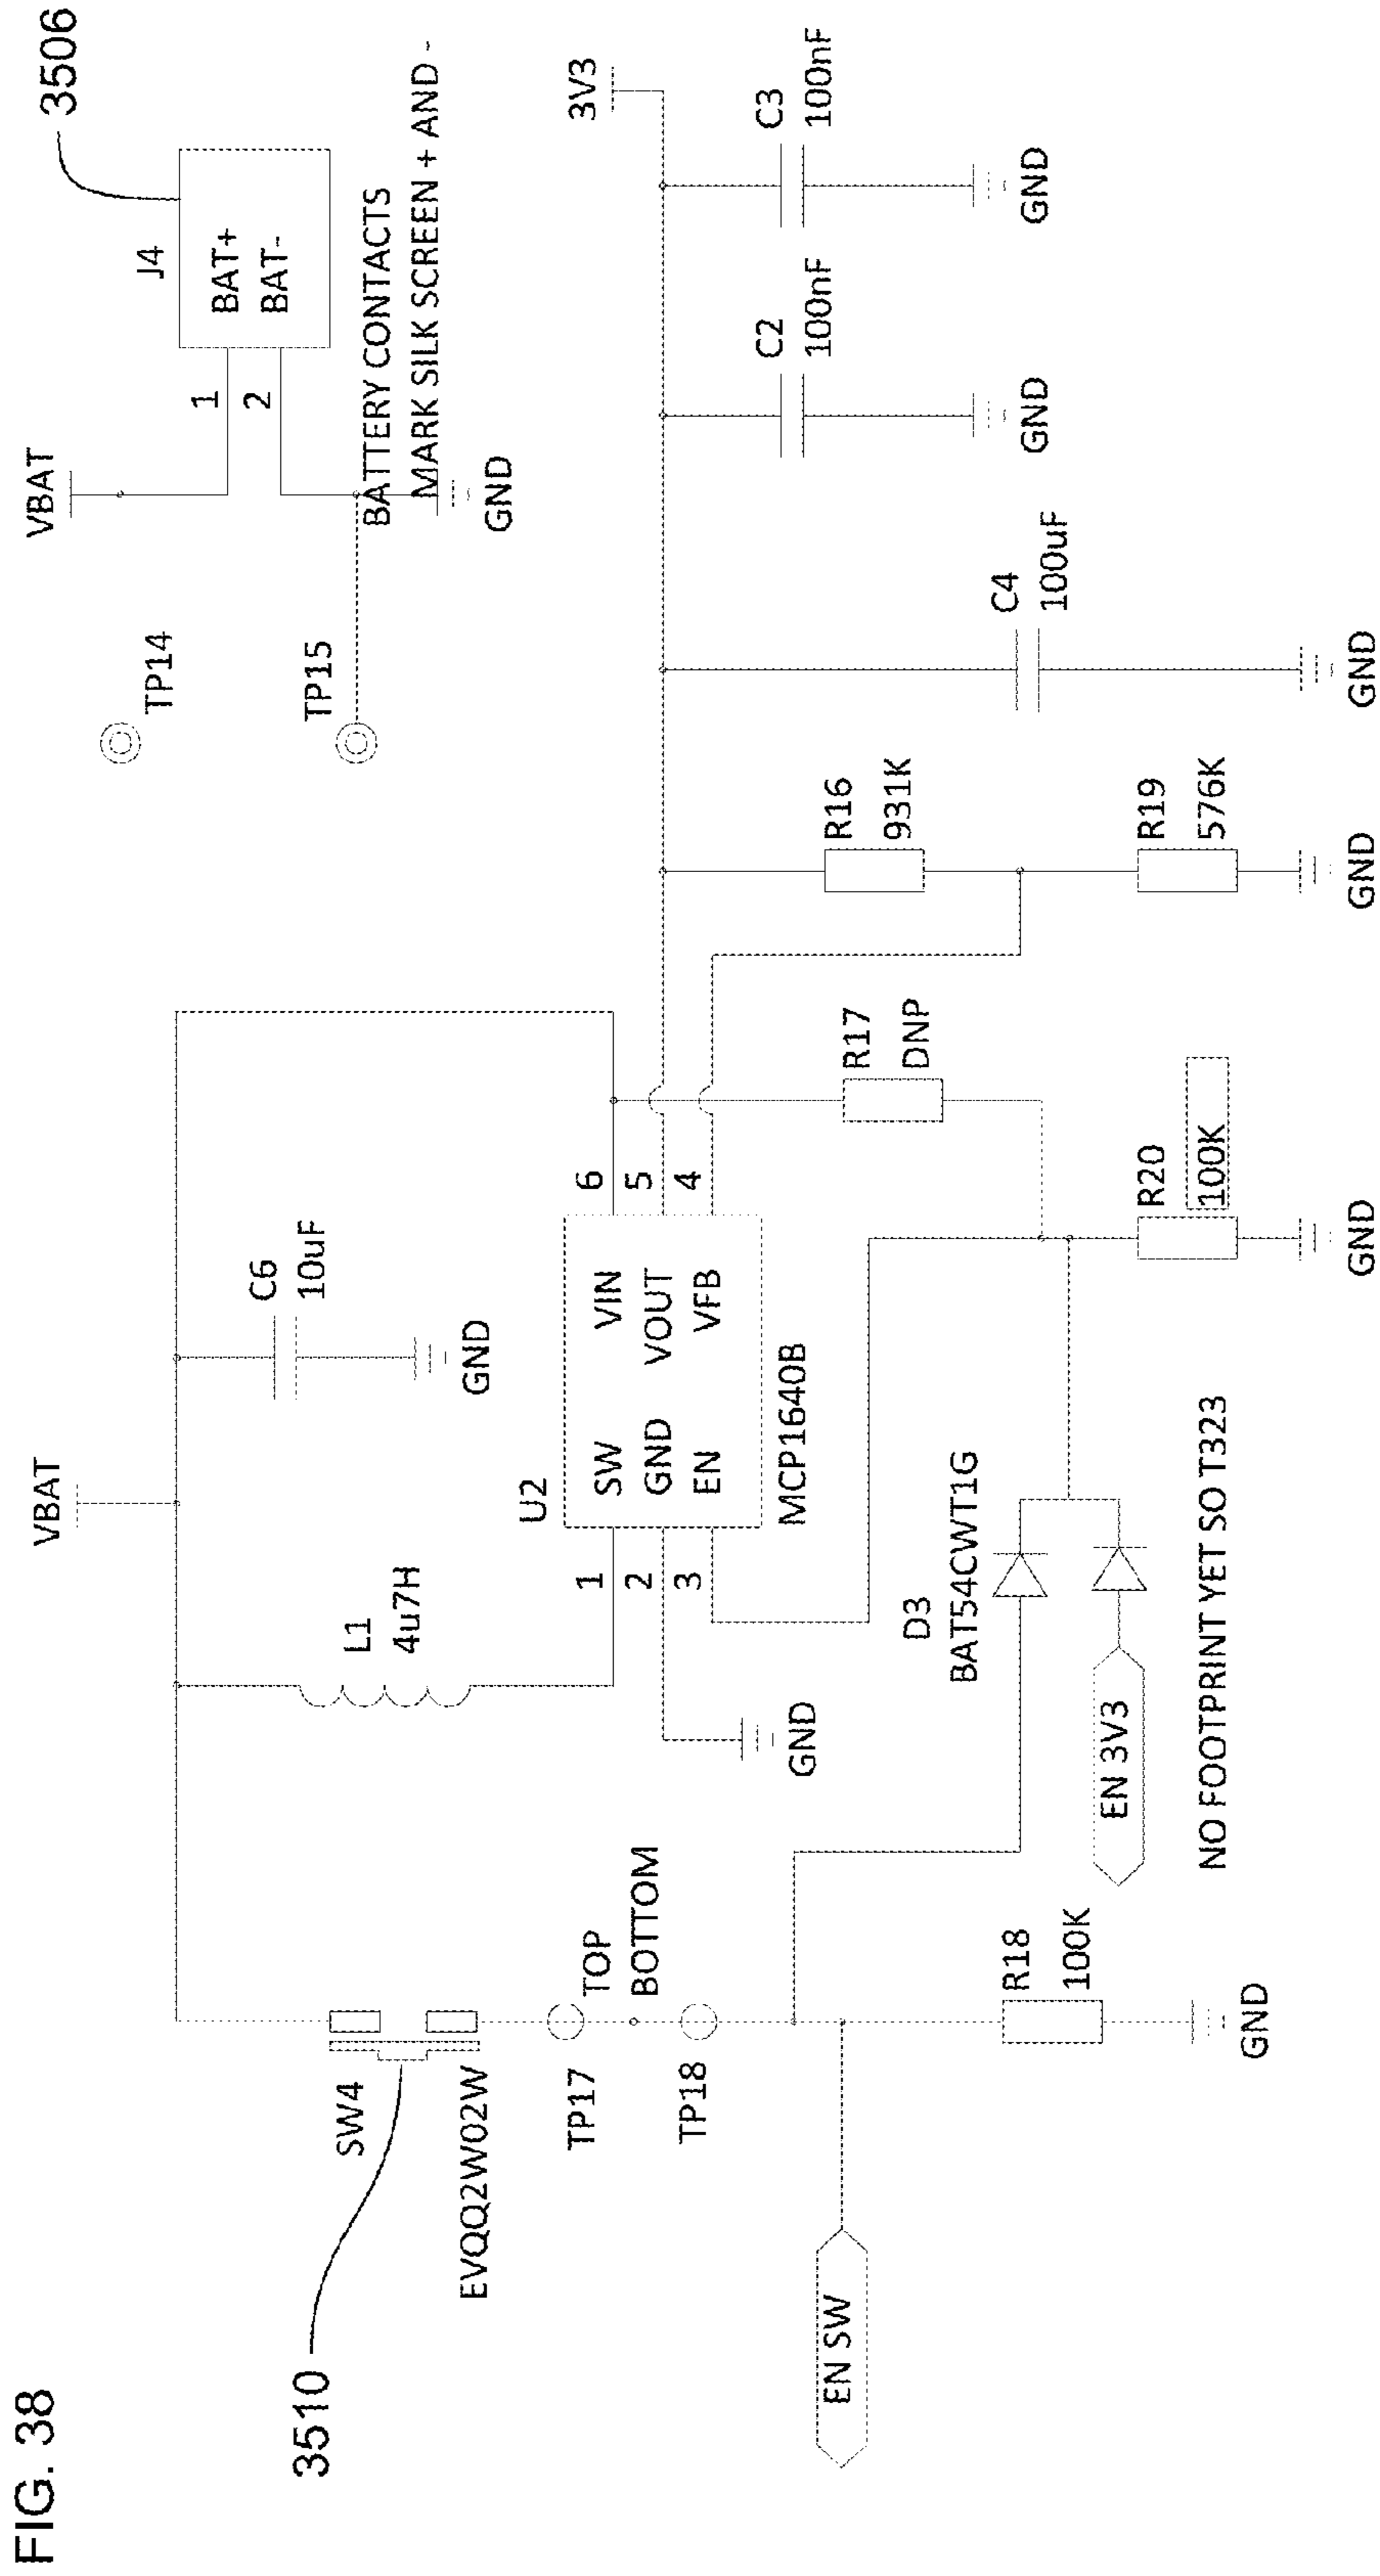 FIG. 38
3510
SW4
EVQQ2W02W
TP17
TOP
BOTTOM
TP18
EN SW
R18
100K
GND
VBAT
L1
4u7H
C6
10uF
GND
U2
SW
GND
EN
VIN
VOUT
VFB
1
2
3
6
5
4
MCP1640B
GND
D3
BAT54CWT1G
EN 3V3
NO FOOTPRINT YET SO T323
R17
DNP
R20
100K
GND
R16
931K
R19
576K
GND
C4
100uF
GND
C2
100nF
GND
C3
100nF
GND
3V3
TP14
TP15
VBAT
1
2
J4
BAT+
BAT-
3506
BATTERY CONTACTS
MARK SILK SCREEN + AND -
GND